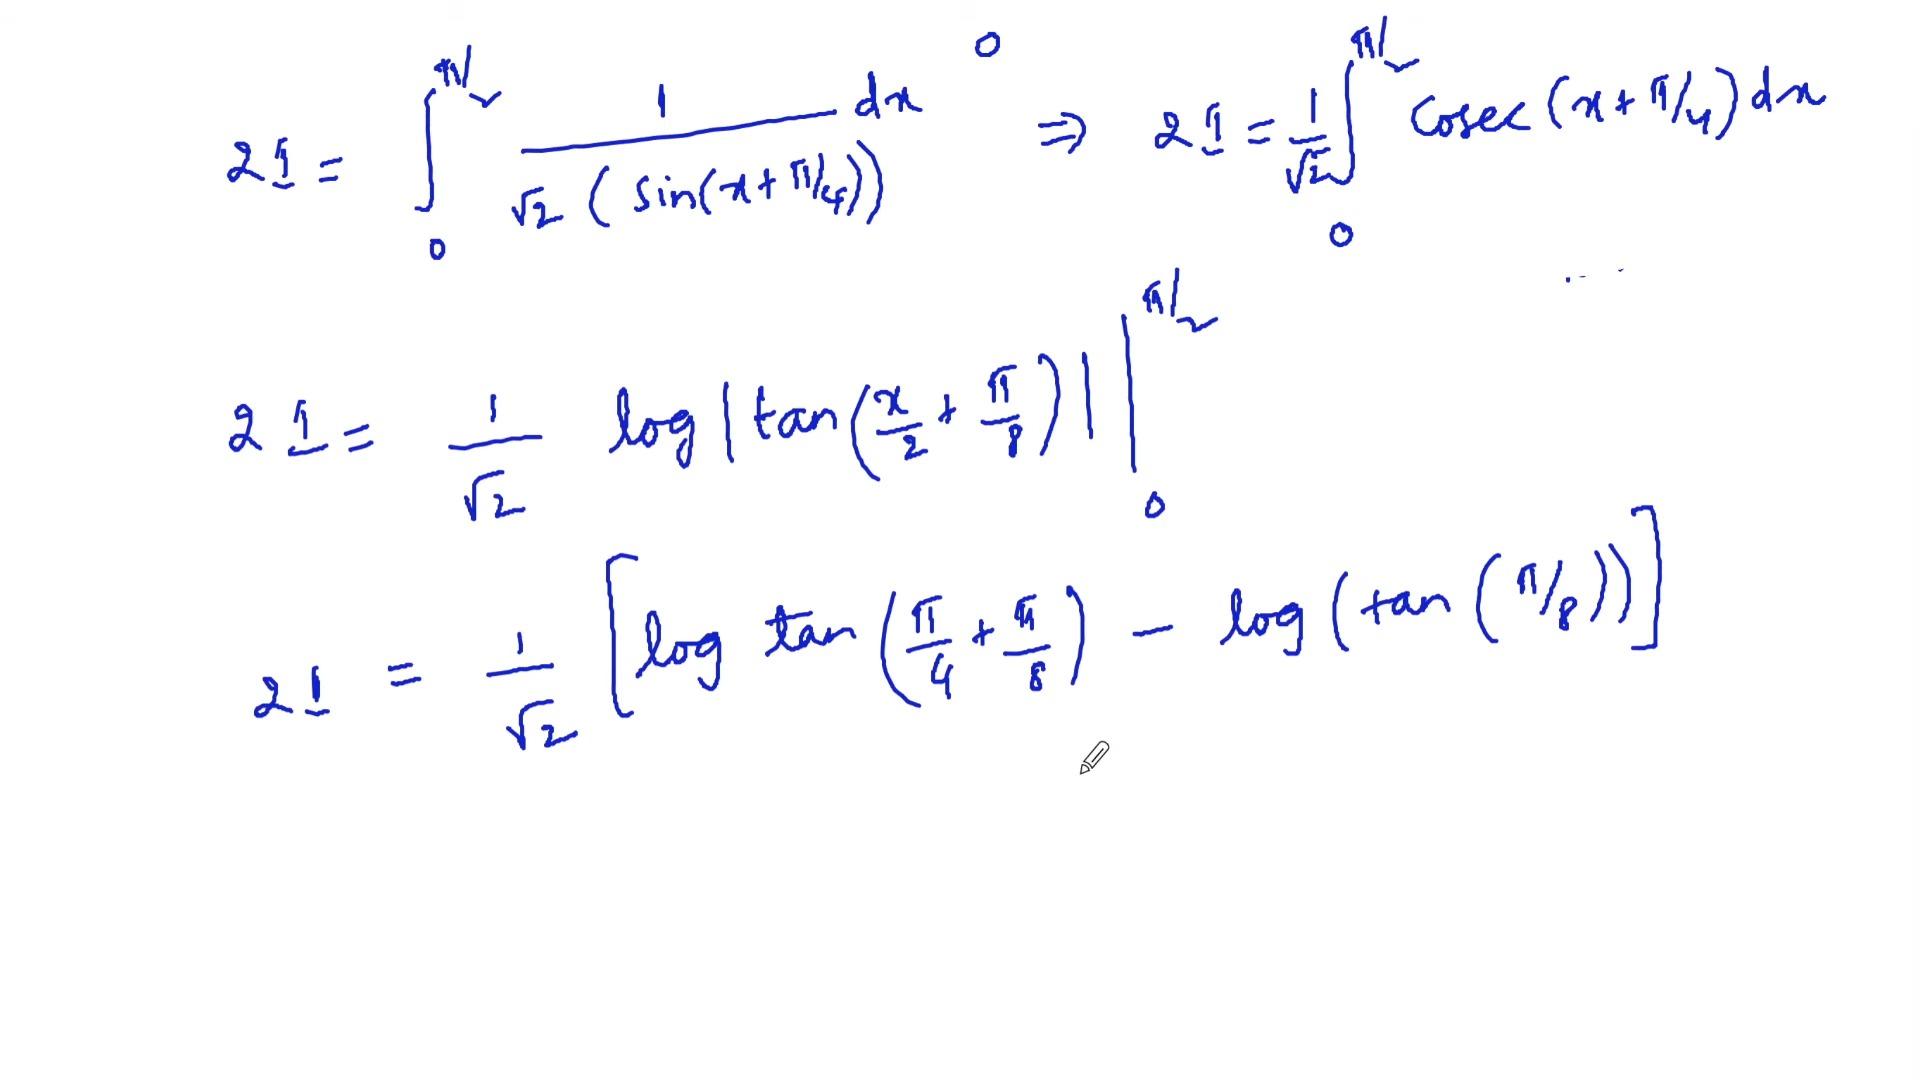 2I = ∫₀^(π/2) 1/(√2 (sin(x + π/4))) dx ⇒ 2I = 1/√2 ∫₀^(π/2) Cosec(x + π/4) dx
2I = 1/√2 log |tan(x/2 + π/8)| |₀^(π/2)
2I = 1/√2 [log tan(π/4 + π/8) − log(tan(π/8))]